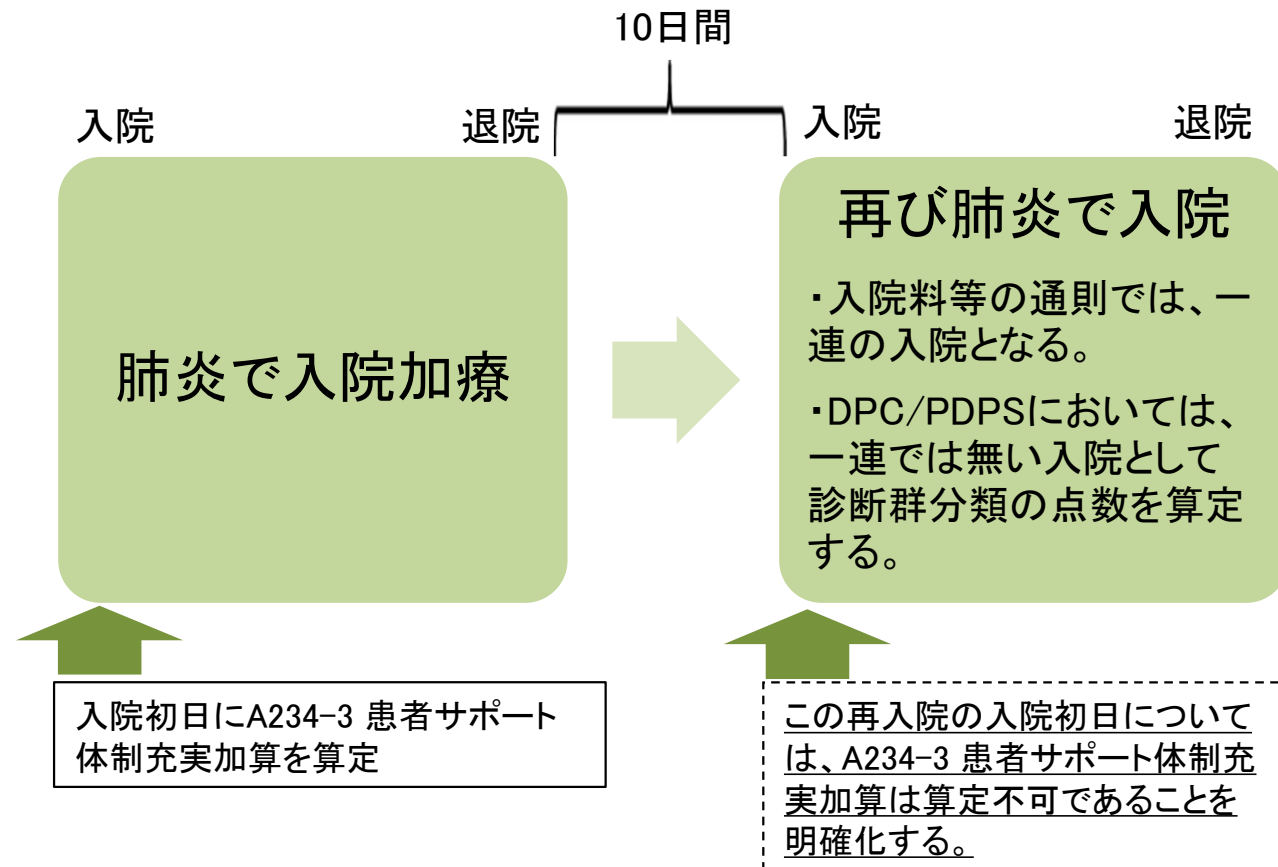 10日間
入院
退院
入院
退院
肺炎で入院加療
再び肺炎で入院
・入院料等の通則では、一
連の入院となる。
・DPC/PDPSにおいては、
一連では無い入院として
診断群分類の点数を算定
する。
入院初日にA234-3 患者サポート
体制充実加算を算定
この再入院の入院初日について
は、A234-3 患者サポート体制充
実加算は算定不可であることを
明確化する。